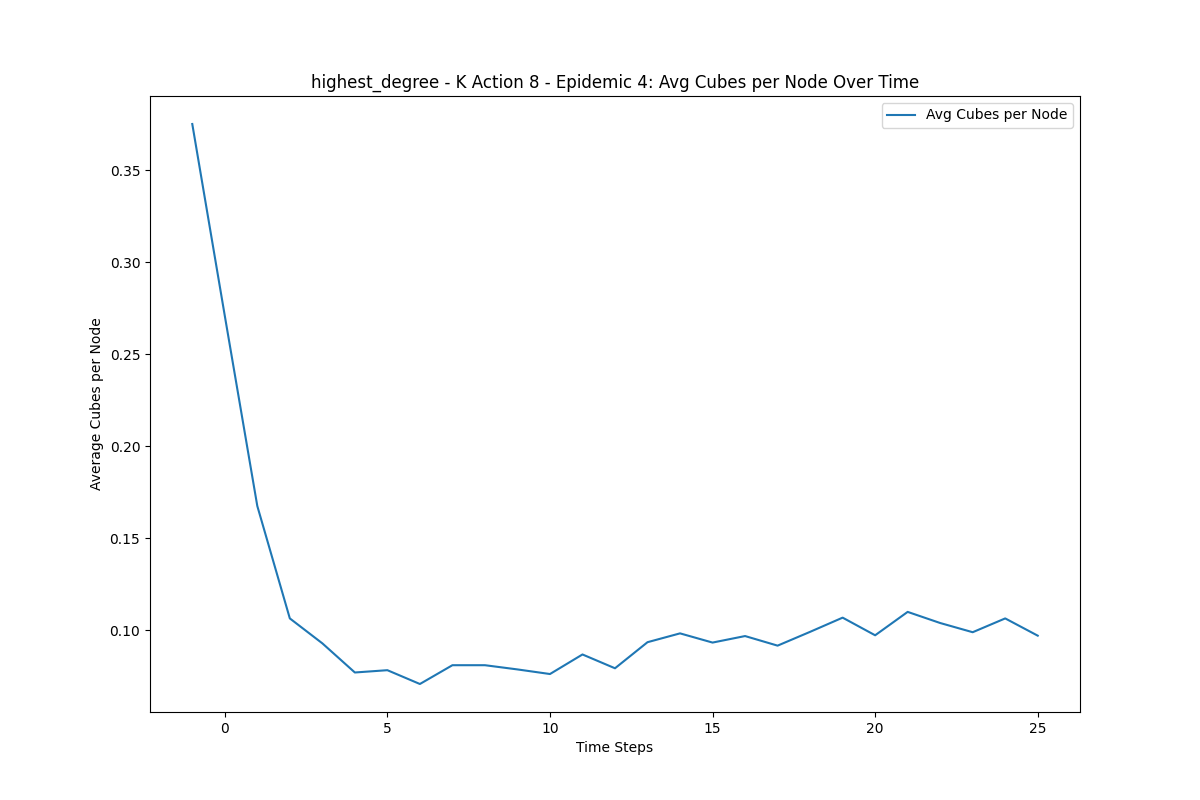 highest_degree - K Action 8 - Epidemic 4: Avg Cubes per Node Over Time
Avg Cubes per Node
0.35
0.30
0.25
0.20
0.15
0.10
Average Cubes per Node
0 5 10 15 20 25
Time Steps